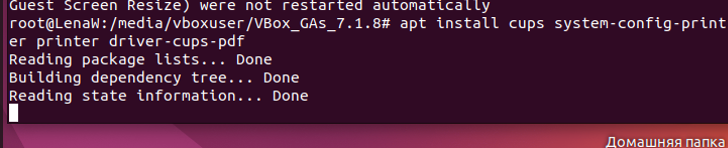 Guest Screen Resize) were not restarted automatically
root@LenaW:/media/vboxuser/VBox_GAs_7.1.8# apt install cups system-config-print
er printer driver-cups-pdf
Reading package lists... Done
Building dependency tree... Done
Reading state information... Done
Домашняя папка